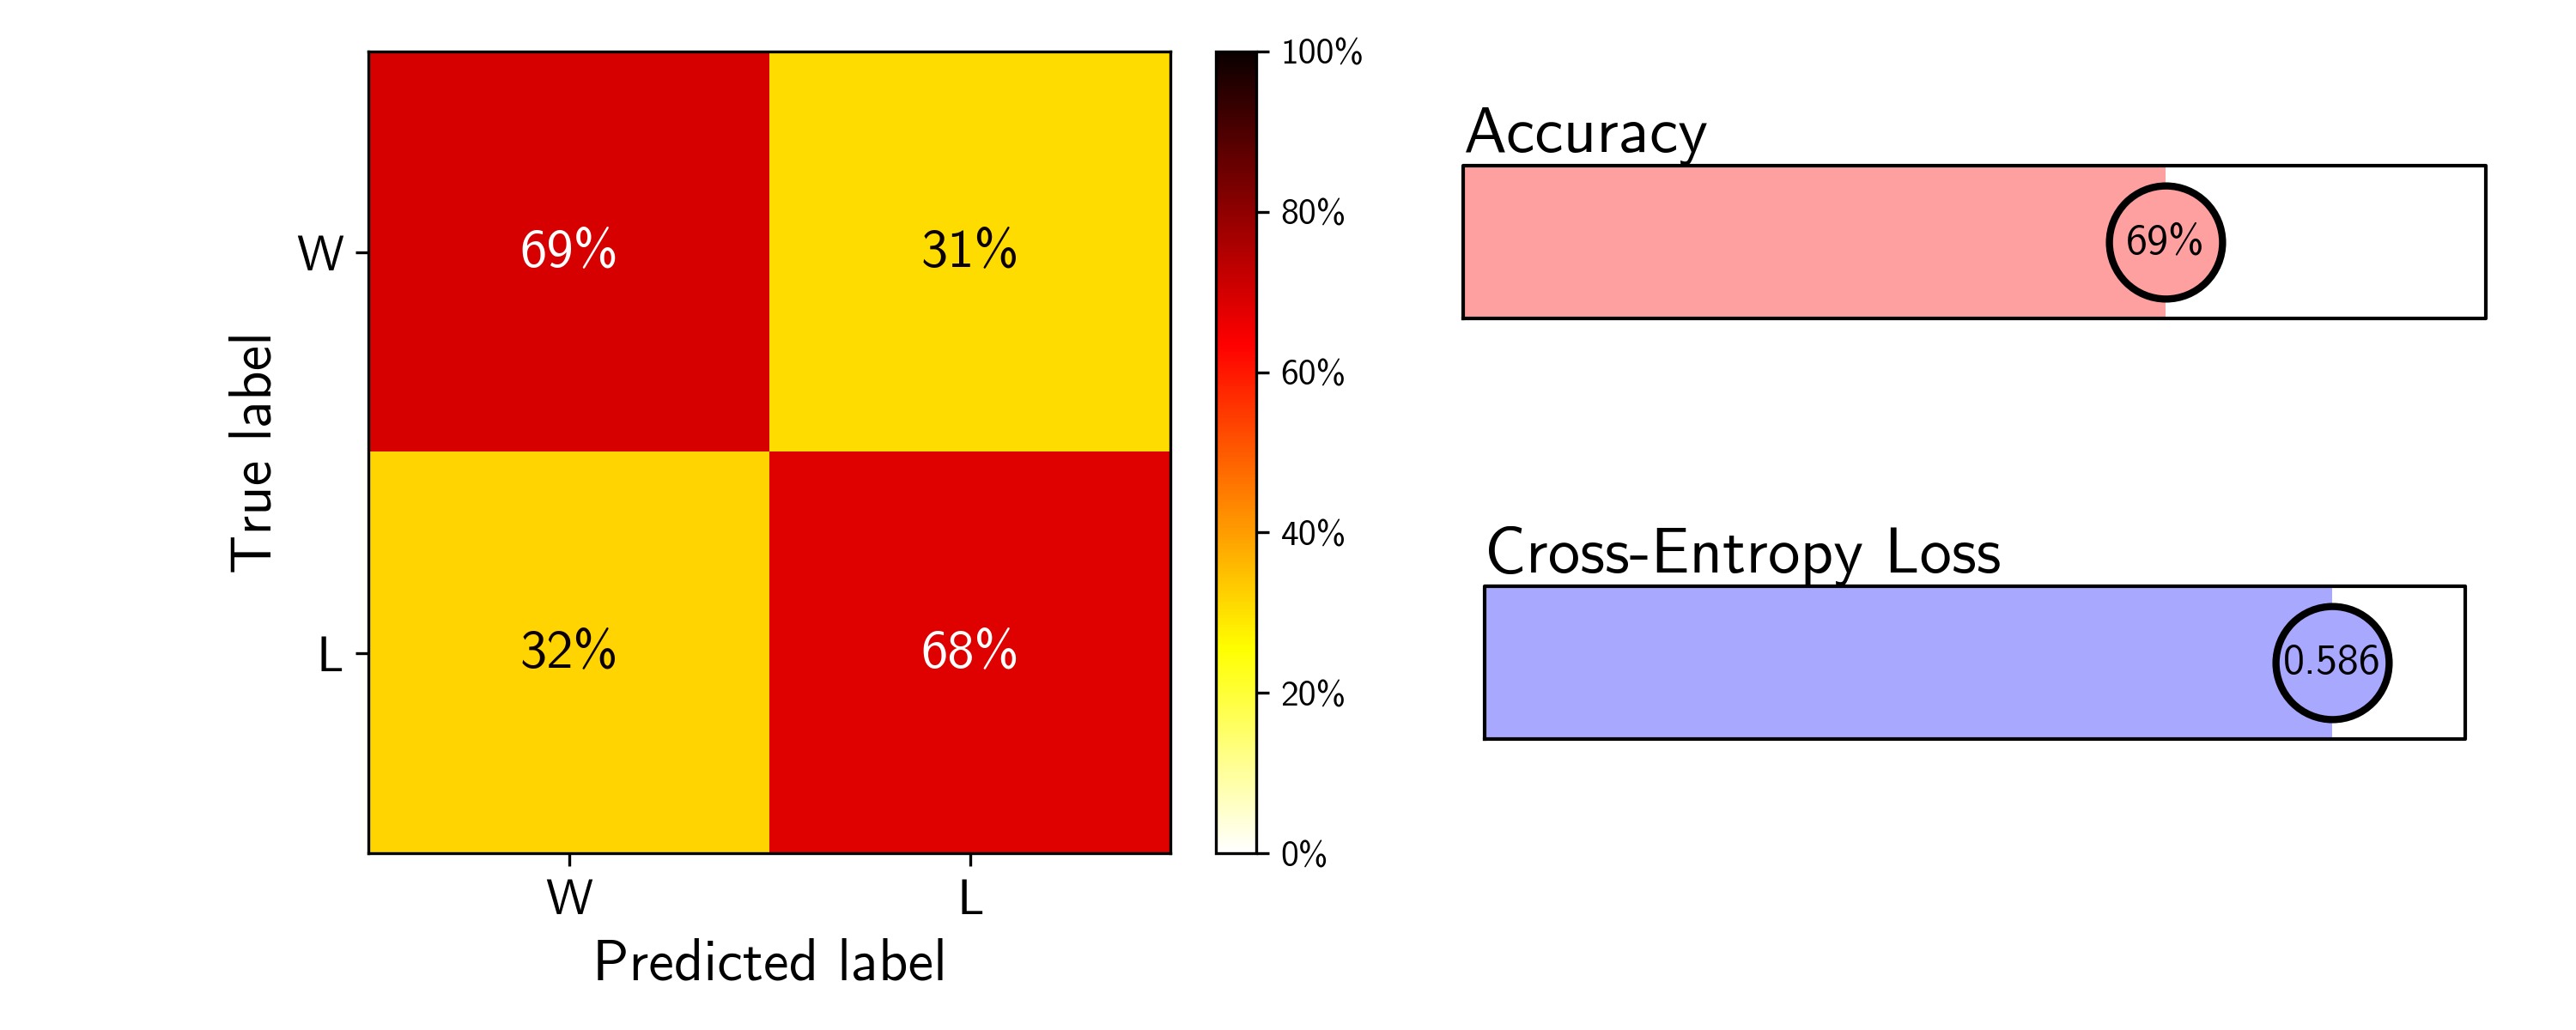 True label
W
L
69%
31%
32%
68%
W
L
Predicted label
100%
80%
60%
40%
20%
0%
Accuracy
69%
Cross-Entropy Loss
0.586